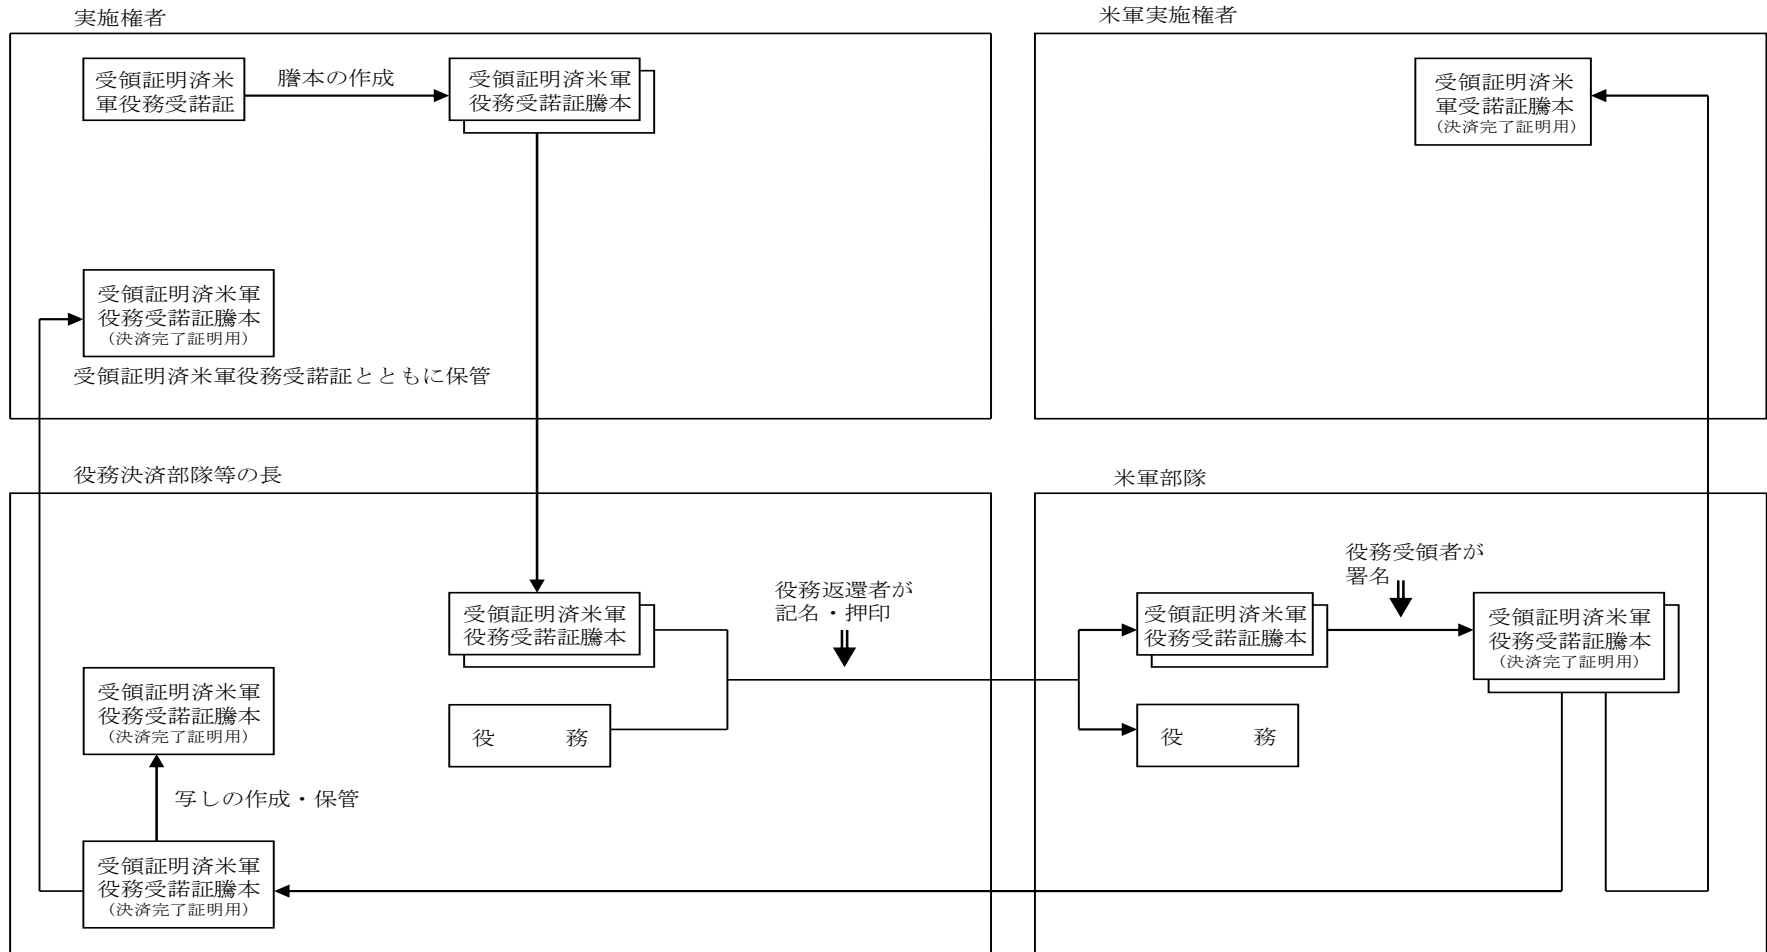 実施権者
米軍実施権者
受領証明済米
軍役務受諾証
謄本の作成
受領証明済米軍
役務受諾証謄本
受領証明済米
軍受諾証謄本
（決済完了証明用）
受領証明済米軍
役務受諾証謄本
（決済完了証明用）
受領証明済米軍役務受諾証とともに保管
役務決済部隊等の長
米軍部隊
役務受領者が
署名
役務返還者が
記名・押印
受領証明済米軍
役務受諾証謄本
受領証明済米軍
役務受諾証謄本
受領証明済米軍
役務受諾証謄本
（決済完了証明用）
受領証明済米軍
役務受諾証謄本
（決済完了証明用）
役　　　務
役　　　務
写しの作成・保管
受領証明済米軍
役務受諾証謄本
（決済完了証明用）